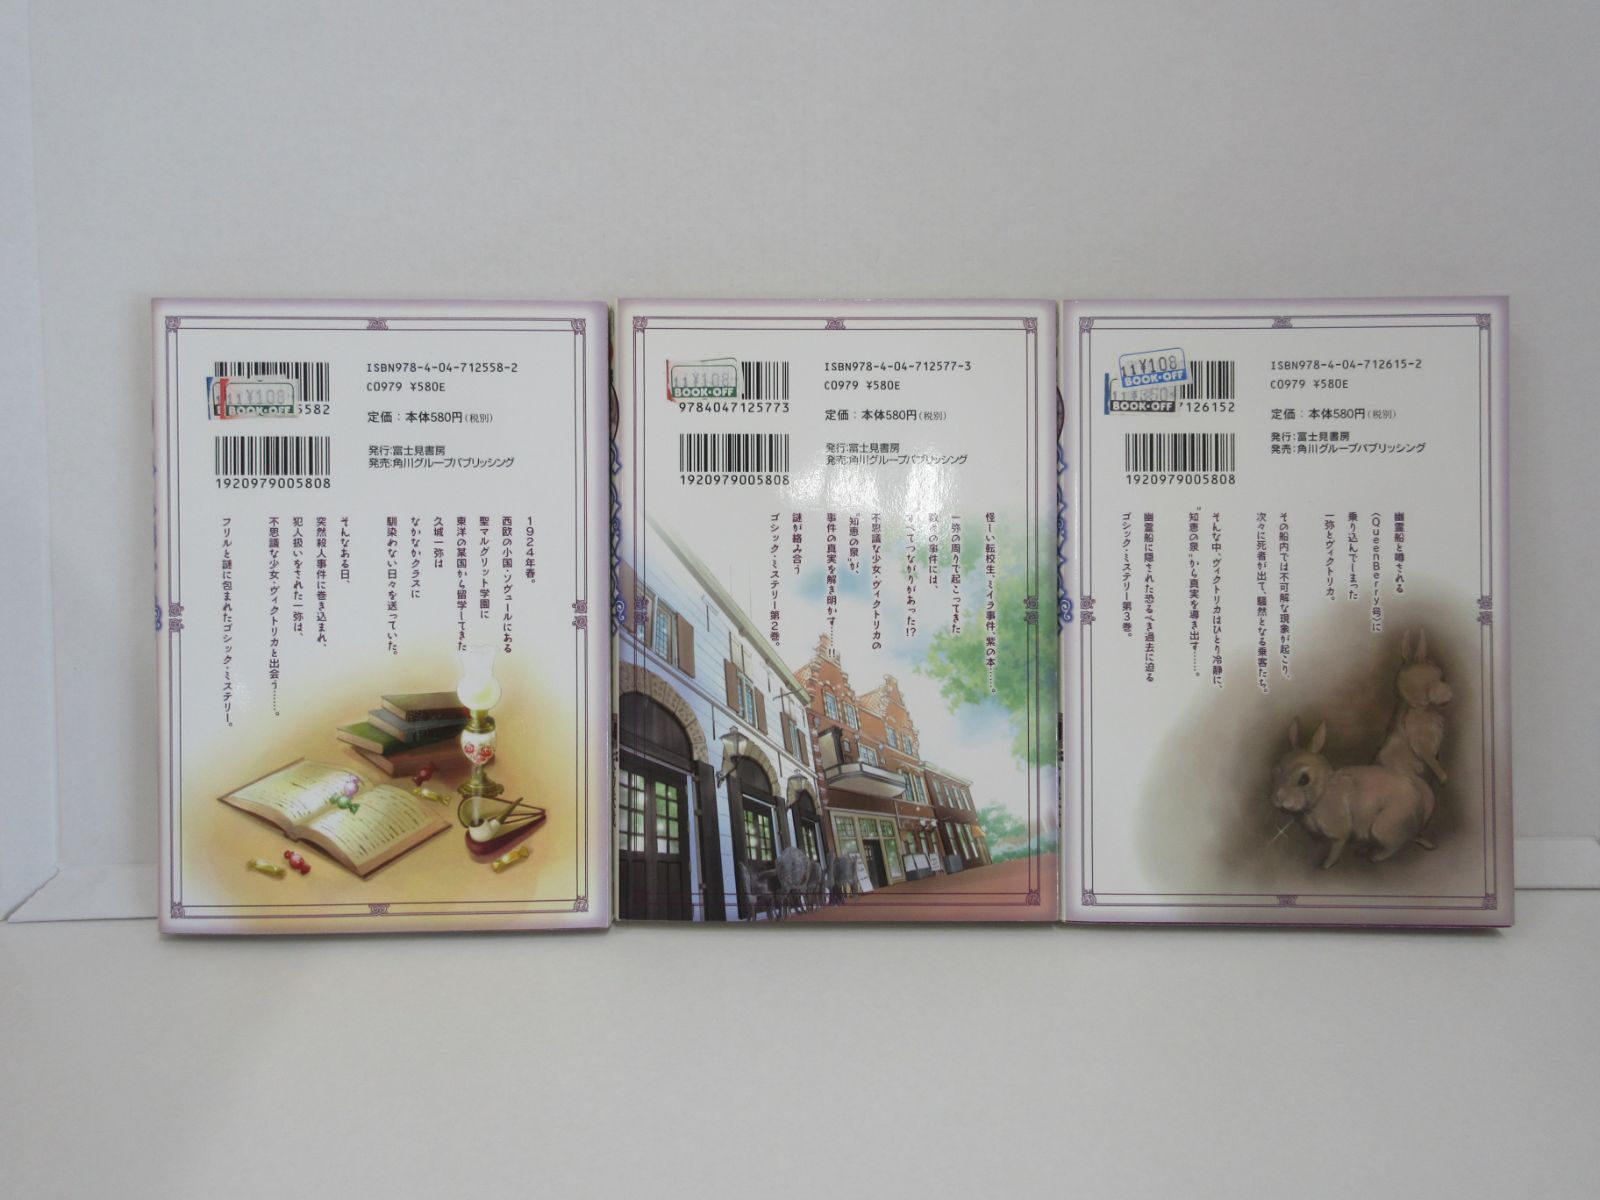 ¥108
BOOK-OFF
5582
ISBN978-4-04-712558-2
C0979 ¥580E
定価：本体580円(税別)
発行:富士見書房
発売:角川グループパブリッシング
1920979005808
1924年春。
西欧の小国・ソヴュールにある
聖マルグリット学園に
東洋の某国から留学してきた
久城一弥は
なかなかクラスに
馴染めない日々を送っていた。
そんなある日、
突然殺人事件に巻き込まれ、
犯人扱いをされた一弥は、
不思議な少女・ヴィクトリカと出会う……。
フリルと謎に包まれたゴシック・ミステリー。
11¥108
BOOK-OFF
9784047125773
ISBN978-4-04-712577-3
C0979 ¥580E
定価：本体580円(税別)
発行:富士見書房
発売:角川グループパブリッシング
1920979005808
怪しい転校生、ミイラ事件、紫の本……。
一弥の周りで起こってきた
数々の事件には、
すべてつながりがあった!?
不思議な少女・ヴィクトリカの
“知恵の泉”が、
事件の真実を解き明かす……!!
謎が絡み合う
ゴシック・ミステリー第2巻。
11¥108
BOOK-OFF
11¥350
BOOK-OFF
7126152
ISBN978-4-04-712615-2
C0979 ¥580E
定価：本体580円(税別)
発行:富士見書房
発売:角川グループパブリッシング
1920979005808
幽霊船と噂される
〈QueenBerry号〉に
乗り込んでしまった
一弥とヴィクトリカ。
その船内では不可解な現象が起こり、
次々に死者が出て、騒然となる乗客たち。
そんな中、ヴィクトリカはひとり冷静に、
“知恵の泉”から真実を導き出す……。
幽霊船に隠された恐るべき過去に迫る
ゴシック・ミステリー第3巻。